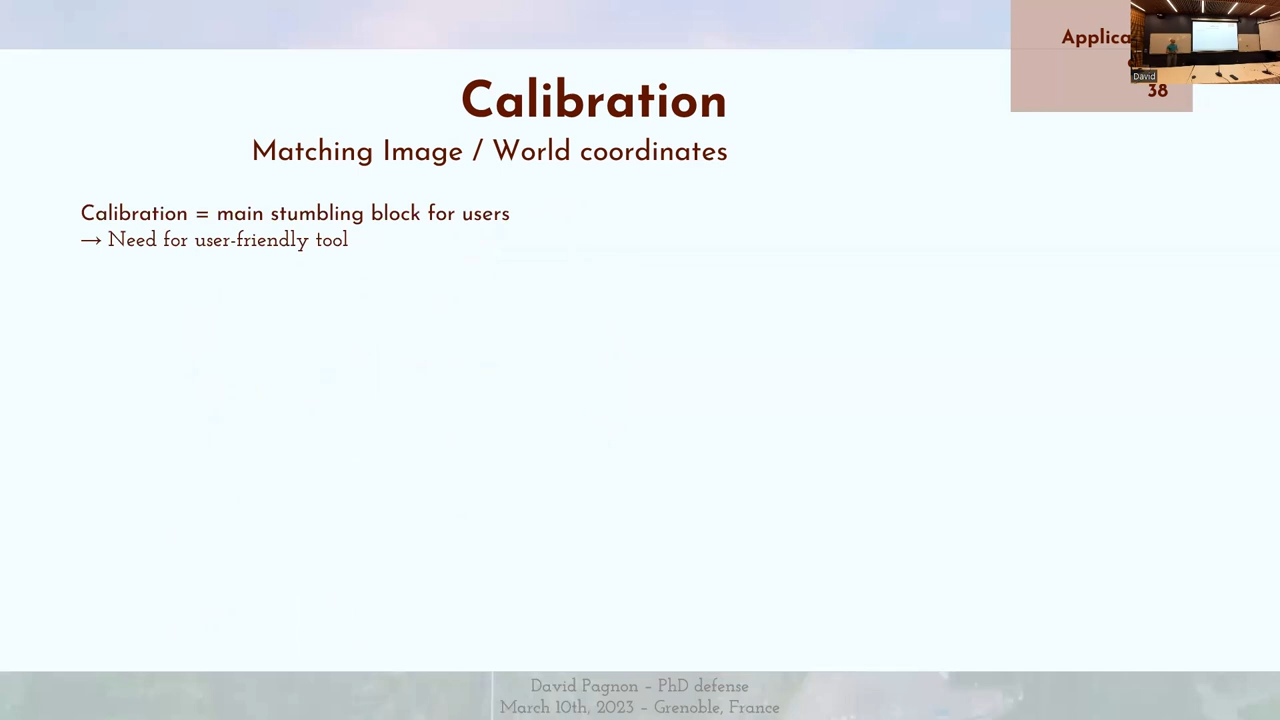 Calibration
Matching Image / World coordinates
Calibration = main stumbling block for users
→ Need for user-friendly tool
38
David
David Pagnon – PhD defense
March 10th, 2023 – Grenoble, France